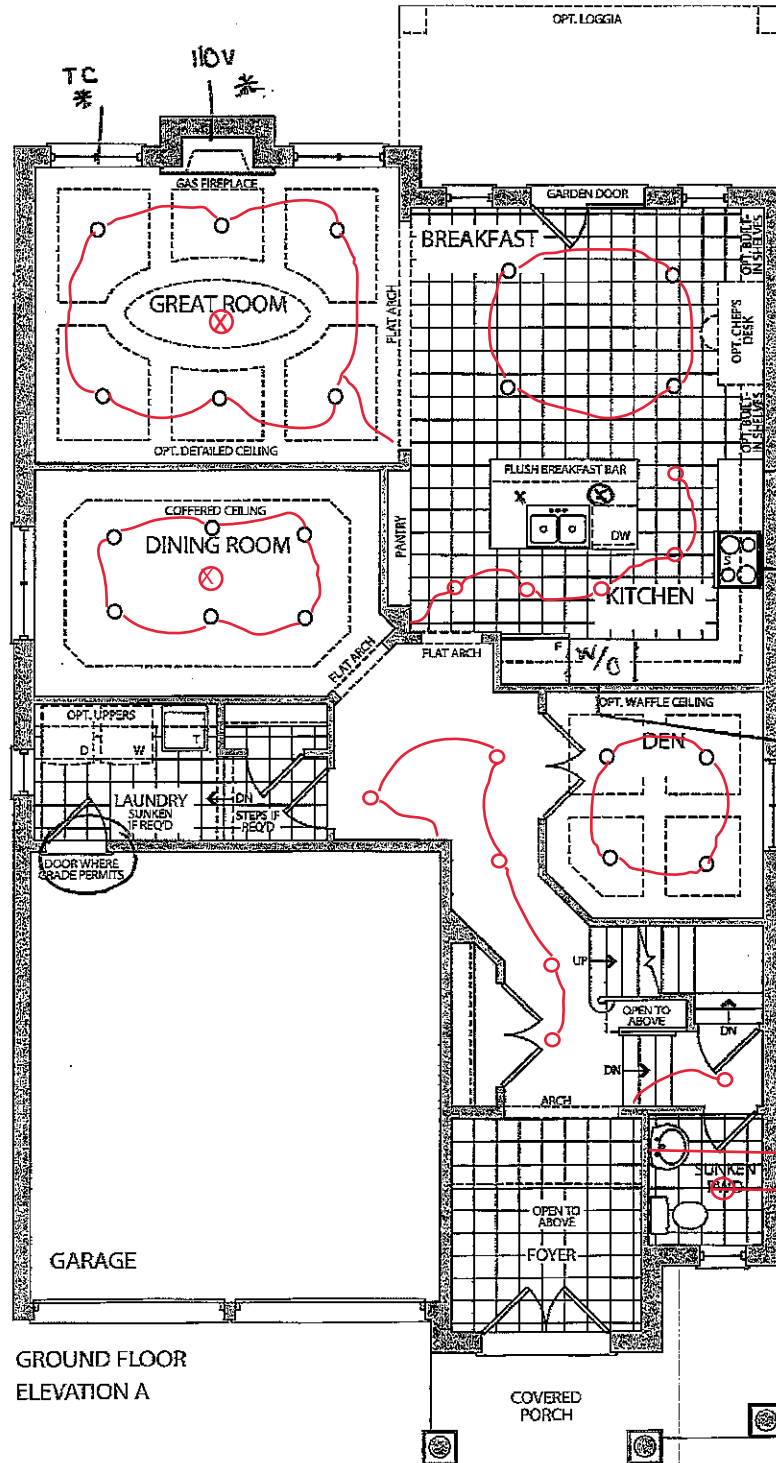 OPT. LOGGIA
TC
*
110V
*
GAS FIREPLACE
GARDEN DOOR
BREAKFAST
OPT. BUILT-
IN SHELVES
GREAT ROOM
FLAT ARCH
OPT. CHEF'S
DESK
OPT. DETAILED CEILING
OPT. BUILT-
IN SHELVES
FLUSH BREAKFAST BAR
x
COFFERED CEILING
DINING ROOM
PANTRY
DW
KITCHEN
FLAT ARCH
FLAT ARCH
F
W/O
OPT. UPPERS
D
W
T
OPT. WAFFLE CEILING
DEN
LAUNDRY
SUNKEN
IF REQ'D
DN
STEPS IF
REQ'D
DOOR WHERE
GRADE PERMITS
UP
OPEN TO
ABOVE
DN
DN
ARCH
SUNKEN
PWD
OPEN TO
ABOVE
FOYER
GARAGE
GROUND FLOOR
ELEVATION A
COVERED
PORCH